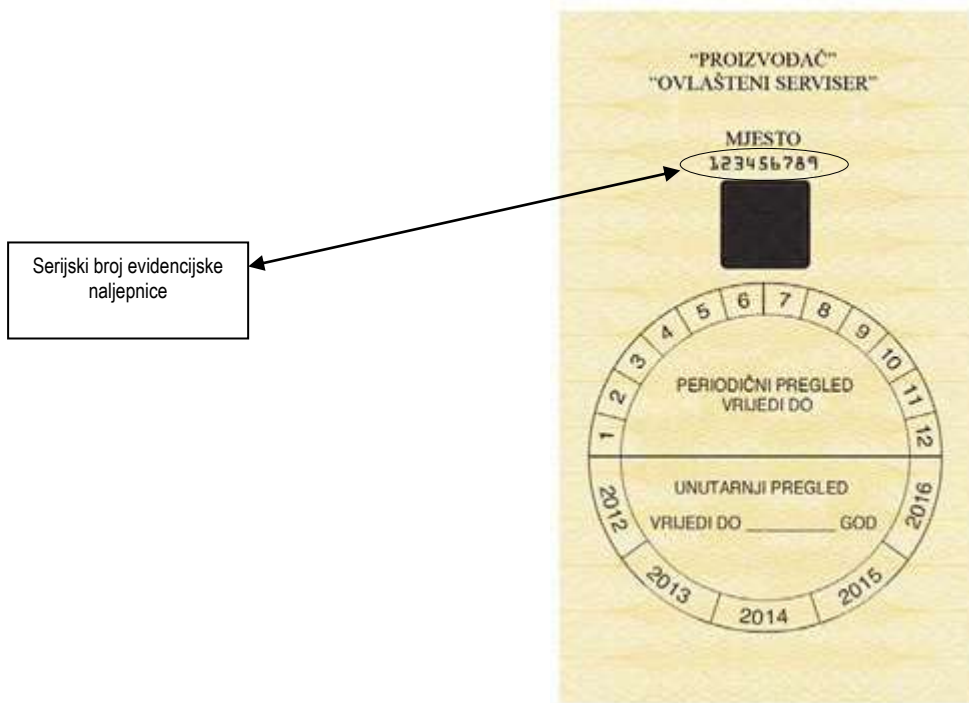 “PROIZVOĐAČ”
“OVLAŠTENI SERVISER”
MJESTO
123456789
Serijski broj evidencijske
naljepnice
1 2 3 4 5 6 7 8 9 10 11 12
PERIODIČNI PREGLED
VRIJEDI DO
UNUTARNJI PREGLED
VRIJEDI DO _________ GOD
2012 2013 2014 2015 2016